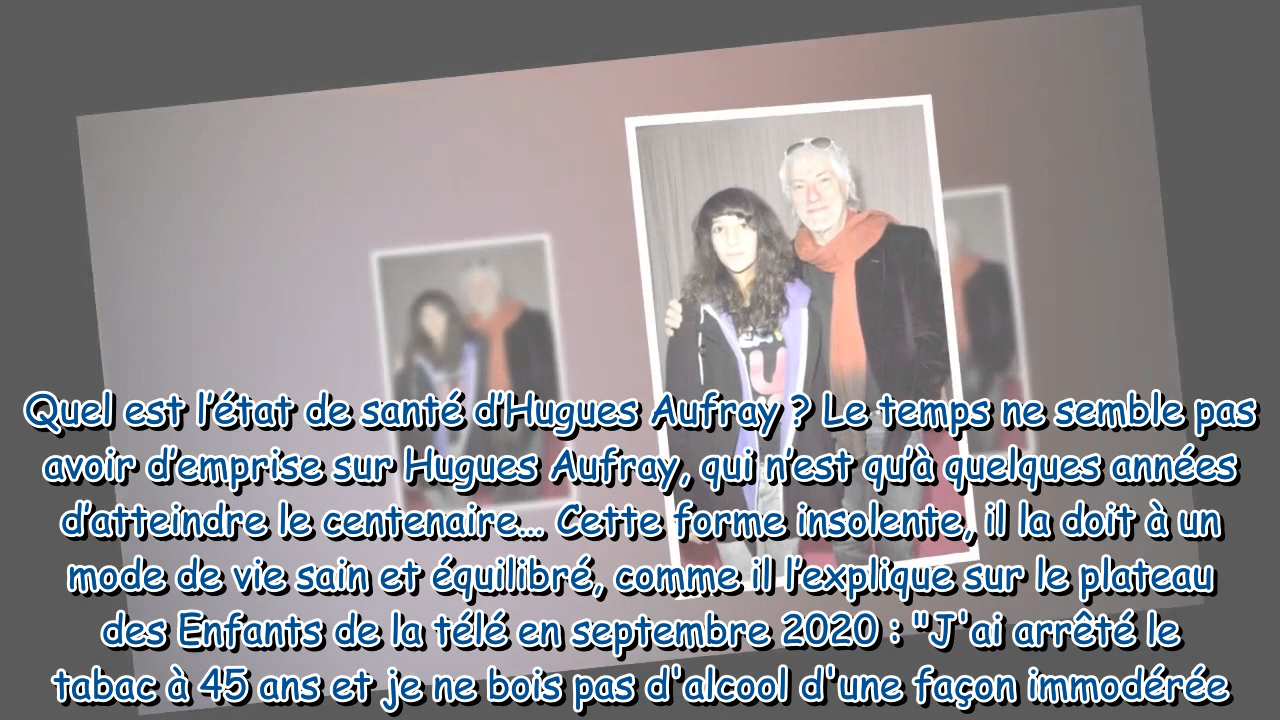 Quel est l’état de santé d’Hugues Aufray ? Le temps ne semble pas
avoir d’emprise sur Hugues Aufray, qui n’est qu’à quelques années
d’atteindre le centenaire... Cette forme insolente, il la doit à un
mode de vie sain et équilibré, comme il l’explique sur le plateau
des Enfants de la télé en septembre 2020 : "J'ai arrêté le
tabac à 45 ans et je ne bois pas d'alcool d'une façon immodérée